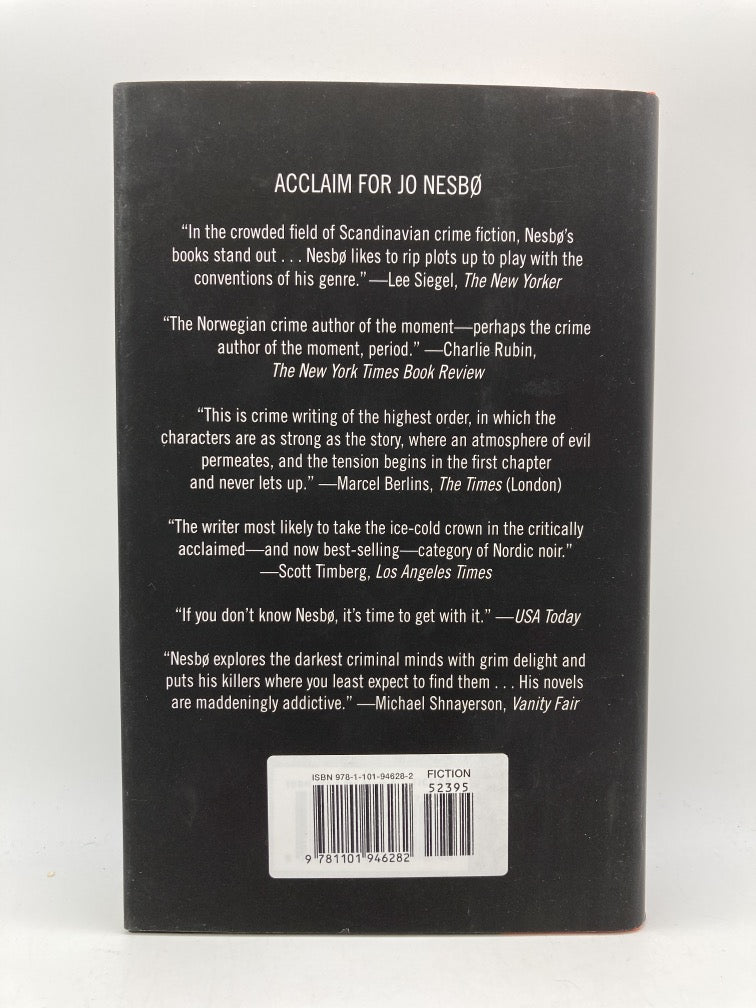 ACCLAIM FOR JO NESBØ
“In the crowded field of Scandinavian crime fiction, Nesbø’s
books stand out . . . Nesbø likes to rip plots up to play with the
conventions of his genre.” —Lee Siegel, The New Yorker
“The Norwegian crime author of the moment—perhaps the crime
author of the moment, period.” —Charlie Rubin,
The New York Times Book Review
“This is crime writing of the highest order, in which the
characters are as strong as the story, where an atmosphere of evil
permeates, and the tension begins in the first chapter
and never lets up.” —Marcel Berlins, The Times (London)
“The writer most likely to take the ice-cold crown in the critically
acclaimed—and now best-selling—category of Nordic noir.”
—Scott Timberg, Los Angeles Times
“If you don’t know Nesbø, it’s time to get with it.” —USA Today
“Nesbø explores the darkest criminal minds with grim delight and
puts his killers where you least expect to find them . . . His novels
are maddeningly addictive.” —Michael Shnayerson, Vanity Fair
ISBN 978-1-101-94628-2 FICTION
52395
9 781101 946282